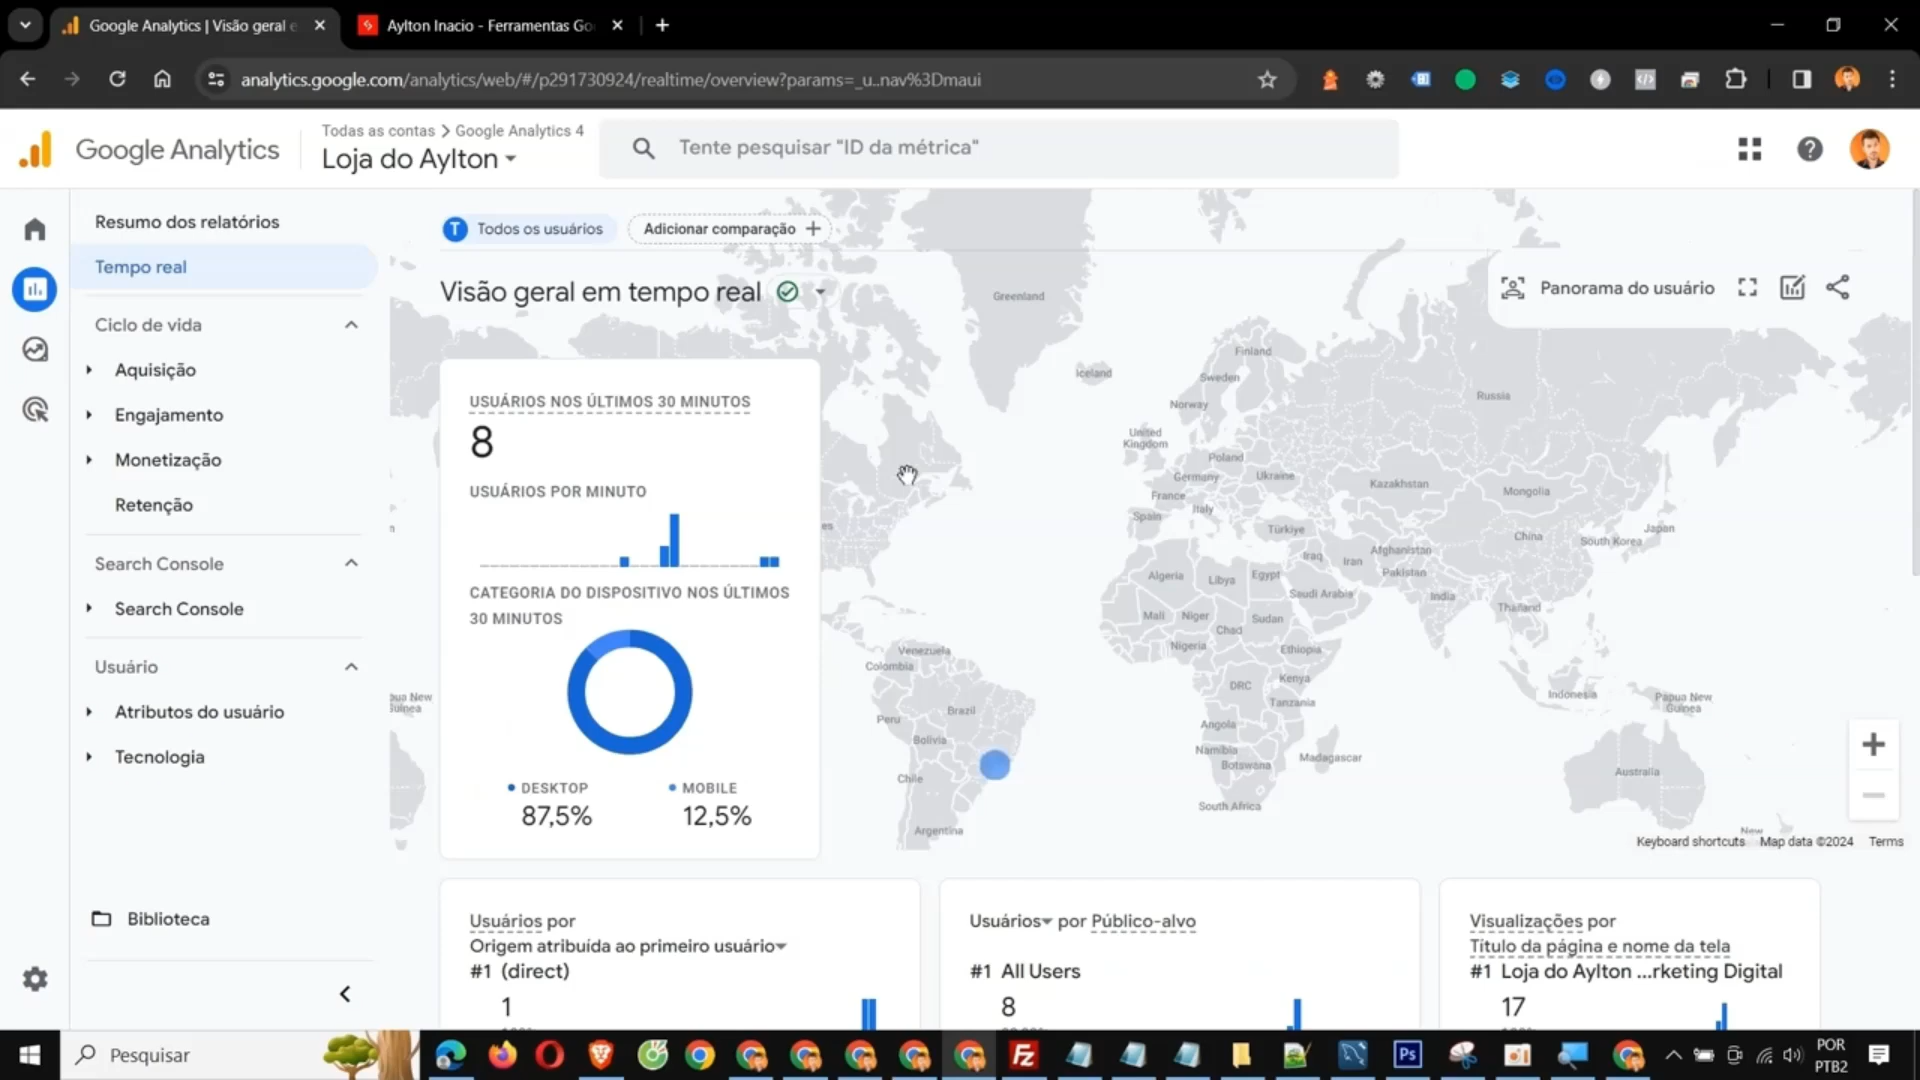 Google Analytics | Visão geral e
Aylton Inacio - Ferramentas Go
analytics.google.com/analytics/web/#/p291730924/realtime/overview?params=_u..nav%3Dmaui
Google Analytics
Todas as contas > Google Analytics 4
Loja do Aylton
Tente pesquisar "ID da métrica"
Resumo dos relatórios
Tempo real
Ciclo de vida
Aquisição
Engajamento
Monetização
Retenção
Search Console
Search Console
Usuário
Atributos do usuário
Tecnologia
Biblioteca
T Todos os usuários
Adicionar comparação +
Visão geral em tempo real
Panorama do usuário
USUÁRIOS NOS ÚLTIMOS 30 MINUTOS
8
USUÁRIOS POR MINUTO
CATEGORIA DO DISPOSITIVO NOS ÚLTIMOS
30 MINUTOS
DESKTOP
87,5%
MOBILE
12,5%
Greenland
Iceland
Finland
Sweden
Norway
Russia
United
Kingdom
Poland
Germany
Ukraine
France
Kazakhstan
Mongolia
Spain
Italy
Türkiye
Japan
China
South Korea
Iraq
Iran
Afghanistan
Pakistan
Algeria
Libya
Egypt
Saudi Arabia
India
Thailand
Mali
Niger
Sudan
Chad
Nigeria
Ethiopia
Venezuela
Colombia
DRC
Kenya
Tanzania
Indonesia
Papua New
Guinea
Peru
Brazil
Angola
Bolivia
Namibia
Botswana
Madagascar
Australia
Chile
South Africa
Argentina
New
Keyboard shortcuts
Map data ©2024
Terms
Usuários por
Origem atribuída ao primeiro usuário
#1 (direct)
1
Usuários por Público-alvo
#1 All Users
8
Visualizações por
Título da página e nome da tela
#1 Loja do Aylton ...rketing Digital
17
Pesquisar
Fz
Ps
POR
PTB2